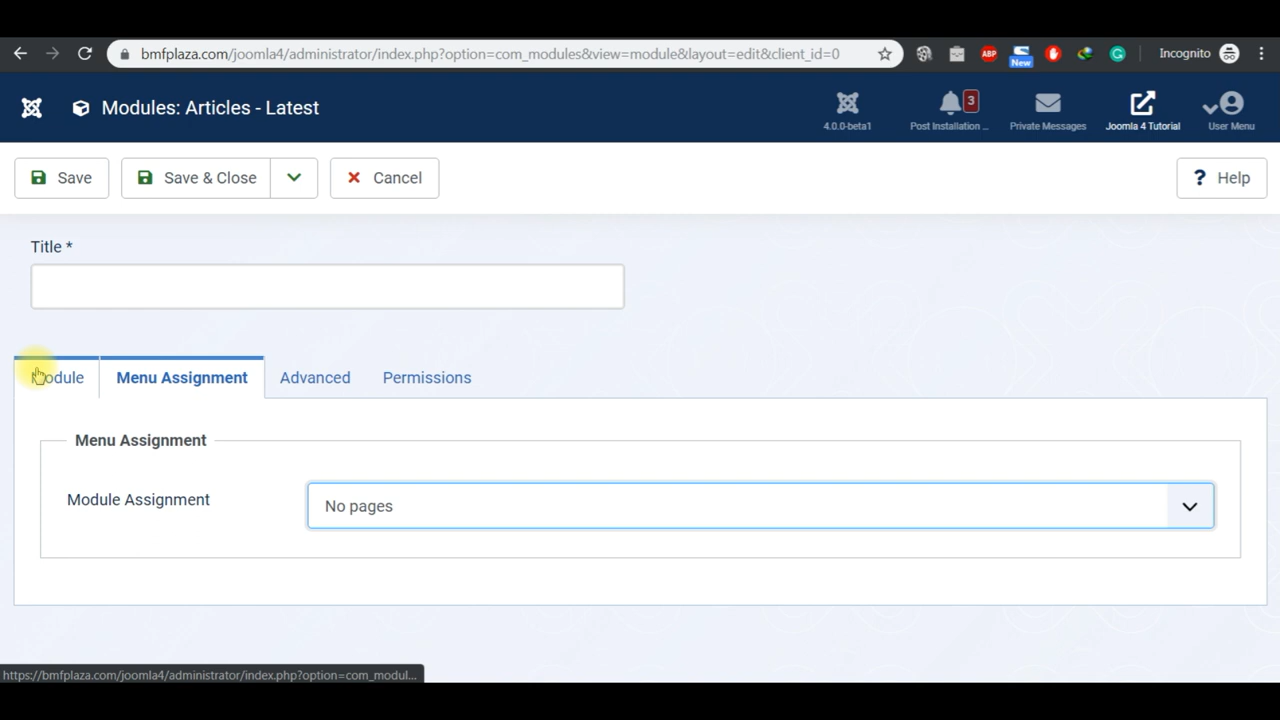 bmfplaza.com/joomla4/administrator/index.php?option=com_modules&view=module&layout=edit&client_id=0
ABP
New
Incognito
Modules: Articles - Latest
4.0.0-beta1
3
Post Installation ...
Private Messages
Joomla 4 Tutorial
User Menu
Save
Save & Close
Cancel
? Help
Title *
Module
Menu Assignment
Advanced
Permissions
Menu Assignment
Module Assignment
No pages
https://bmfplaza.com/joomla4/administrator/index.php?option=com_modul...